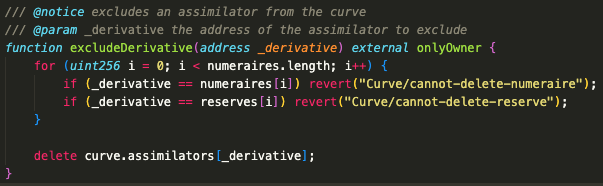 /// @notice excludes an assimilator from the curve
/// @param _derivative the address of the assimilator to exclude
function excludeDerivative(address _derivative) external onlyOwner {
for (uint256 i = 0; i < numeraires.length; i++) {
if (_derivative == numeraires[i]) revert("Curve/cannot-delete-numeraire");
if (_derivative == reserves[i]) revert("Curve/cannot-delete-reserve");
}
delete curve.assimilators[_derivative];
}